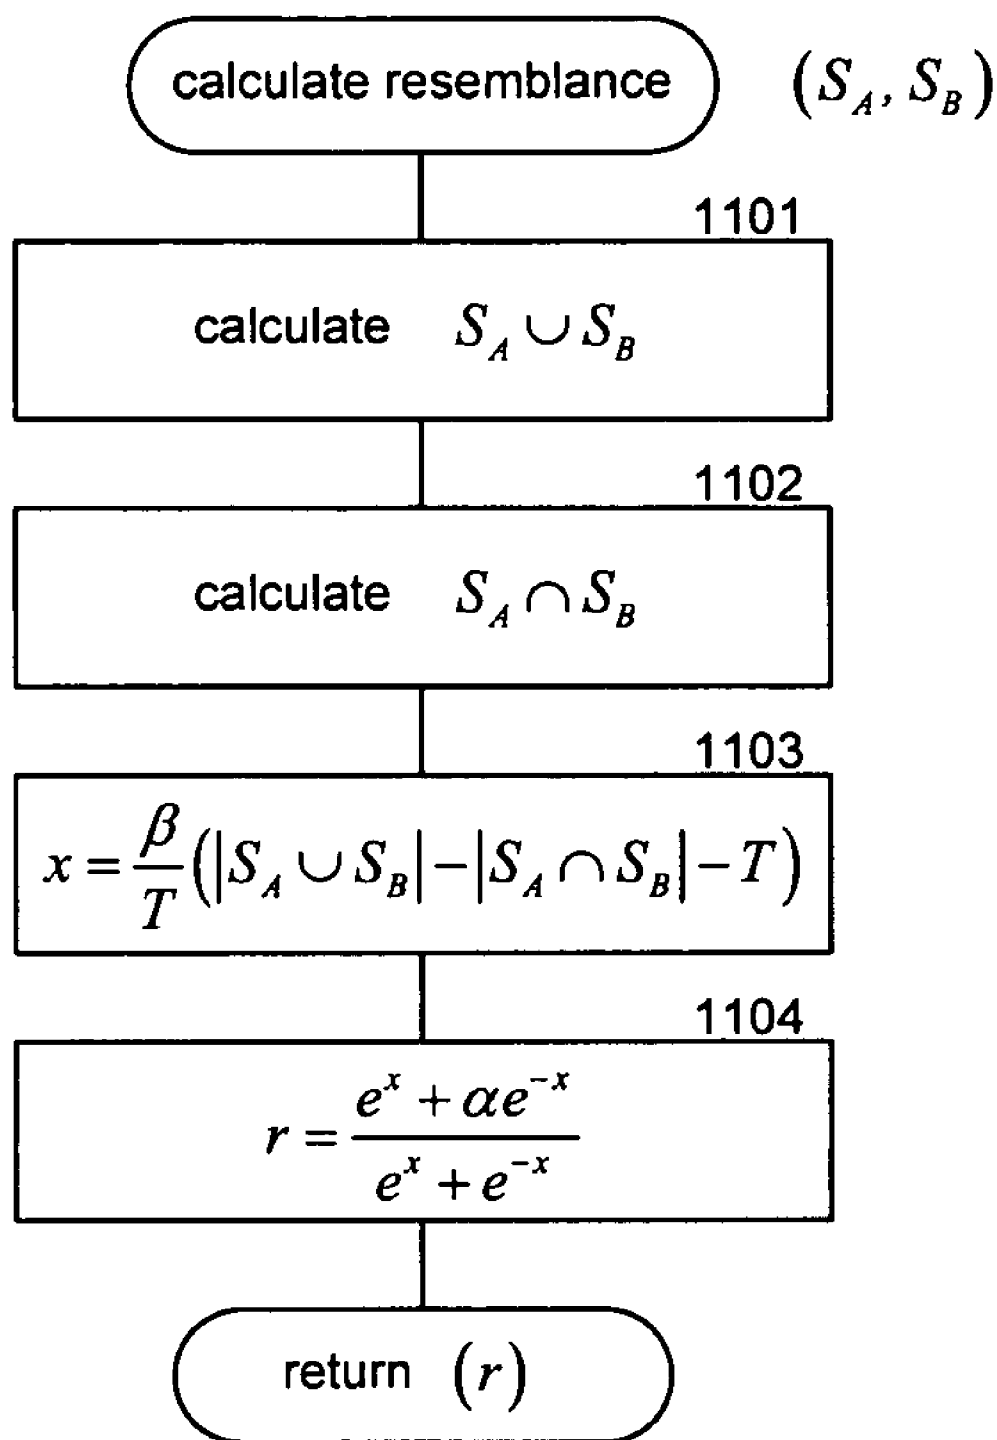 calculate resemblance (S_A, S_B)
1101
calculate S_A ∪ S_B
1102
calculate S_A ∩ S_B
1103
x = β/T (|S_A ∪ S_B| − |S_A ∩ S_B| − T)
1104
r = (e^x + αe^{−x}) / (e^x + e^{−x})
return (r)